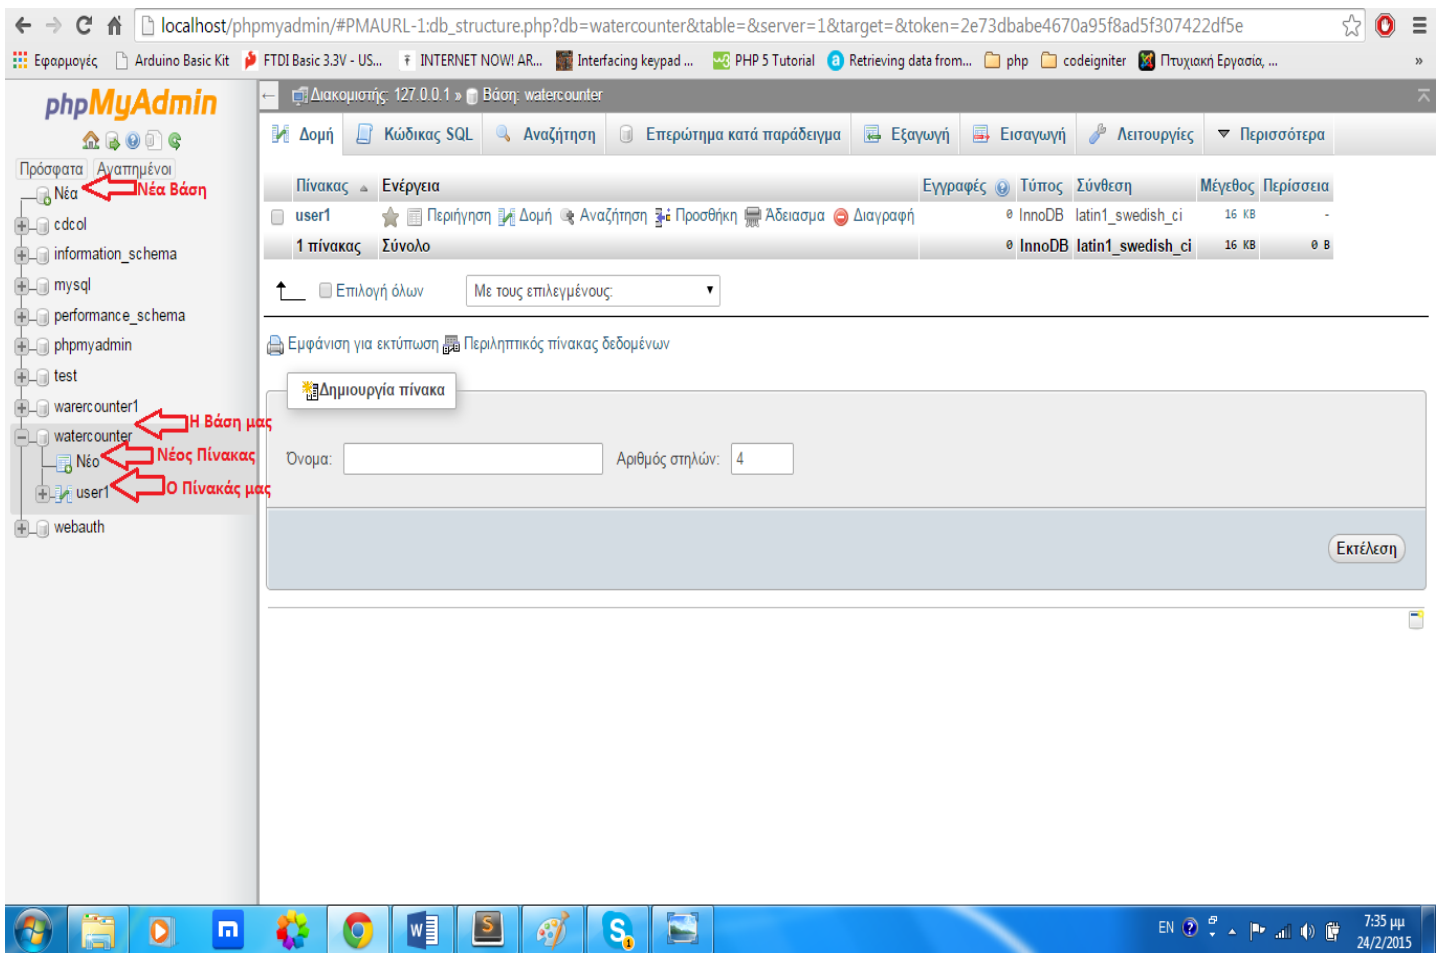 localhost/phpmyadmin/#PMAURL-1:db_structure.php?db=watercounter&table=&server=1&target=&token=2e73dbabe4670a95f8ad5f307422df5e
Εφαρμογές Arduino Basic Kit FTDI Basic 3.3V - US... INTERNET NOW! AR... Interfacing keypad ... PHP 5 Tutorial Retrieving data from... php codeigniter Πτυχιακή Εργασία, ... »
phpMyAdmin
Πρόσφατα Αγαπημένοι
Νέα Νέα Βάση
cdcol
information_schema
mysql
performance_schema
phpmyadmin
test
warercounter1
Η Βάση μας
watercounter
Νέο Νέος Πίνακας
user1 Ο Πίνακάς μας
webauth
Διακομιστής: 127.0.0.1 » Βάση: watercounter
Δομή Κώδικας SQL Αναζήτηση Επερώτημα κατά παράδειγμα Εξαγωγή Εισαγωγή Λειτουργίες Περισσότερα
Πίνακας Ενέργεια Εγγραφές Τύπος Σύνθεση Μέγεθος Περίσσεια
user1 Περιήγηση Δομή Αναζήτηση Προσθήκη Άδειασμα Διαγραφή 0 InnoDB latin1_swedish_ci 16 KB -
1 πίνακας Σύνολο 0 InnoDB latin1_swedish_ci 16 KB 0 B
Επιλογή όλων Με τους επιλεγμένους:
Εμφάνιση για εκτύπωση Περιληπτικός πίνακας δεδομένων
Δημιουργία πίνακα
Όνομα: Αριθμός στηλών: 4
Εκτέλεση
EN 7:35 μμ
24/2/2015